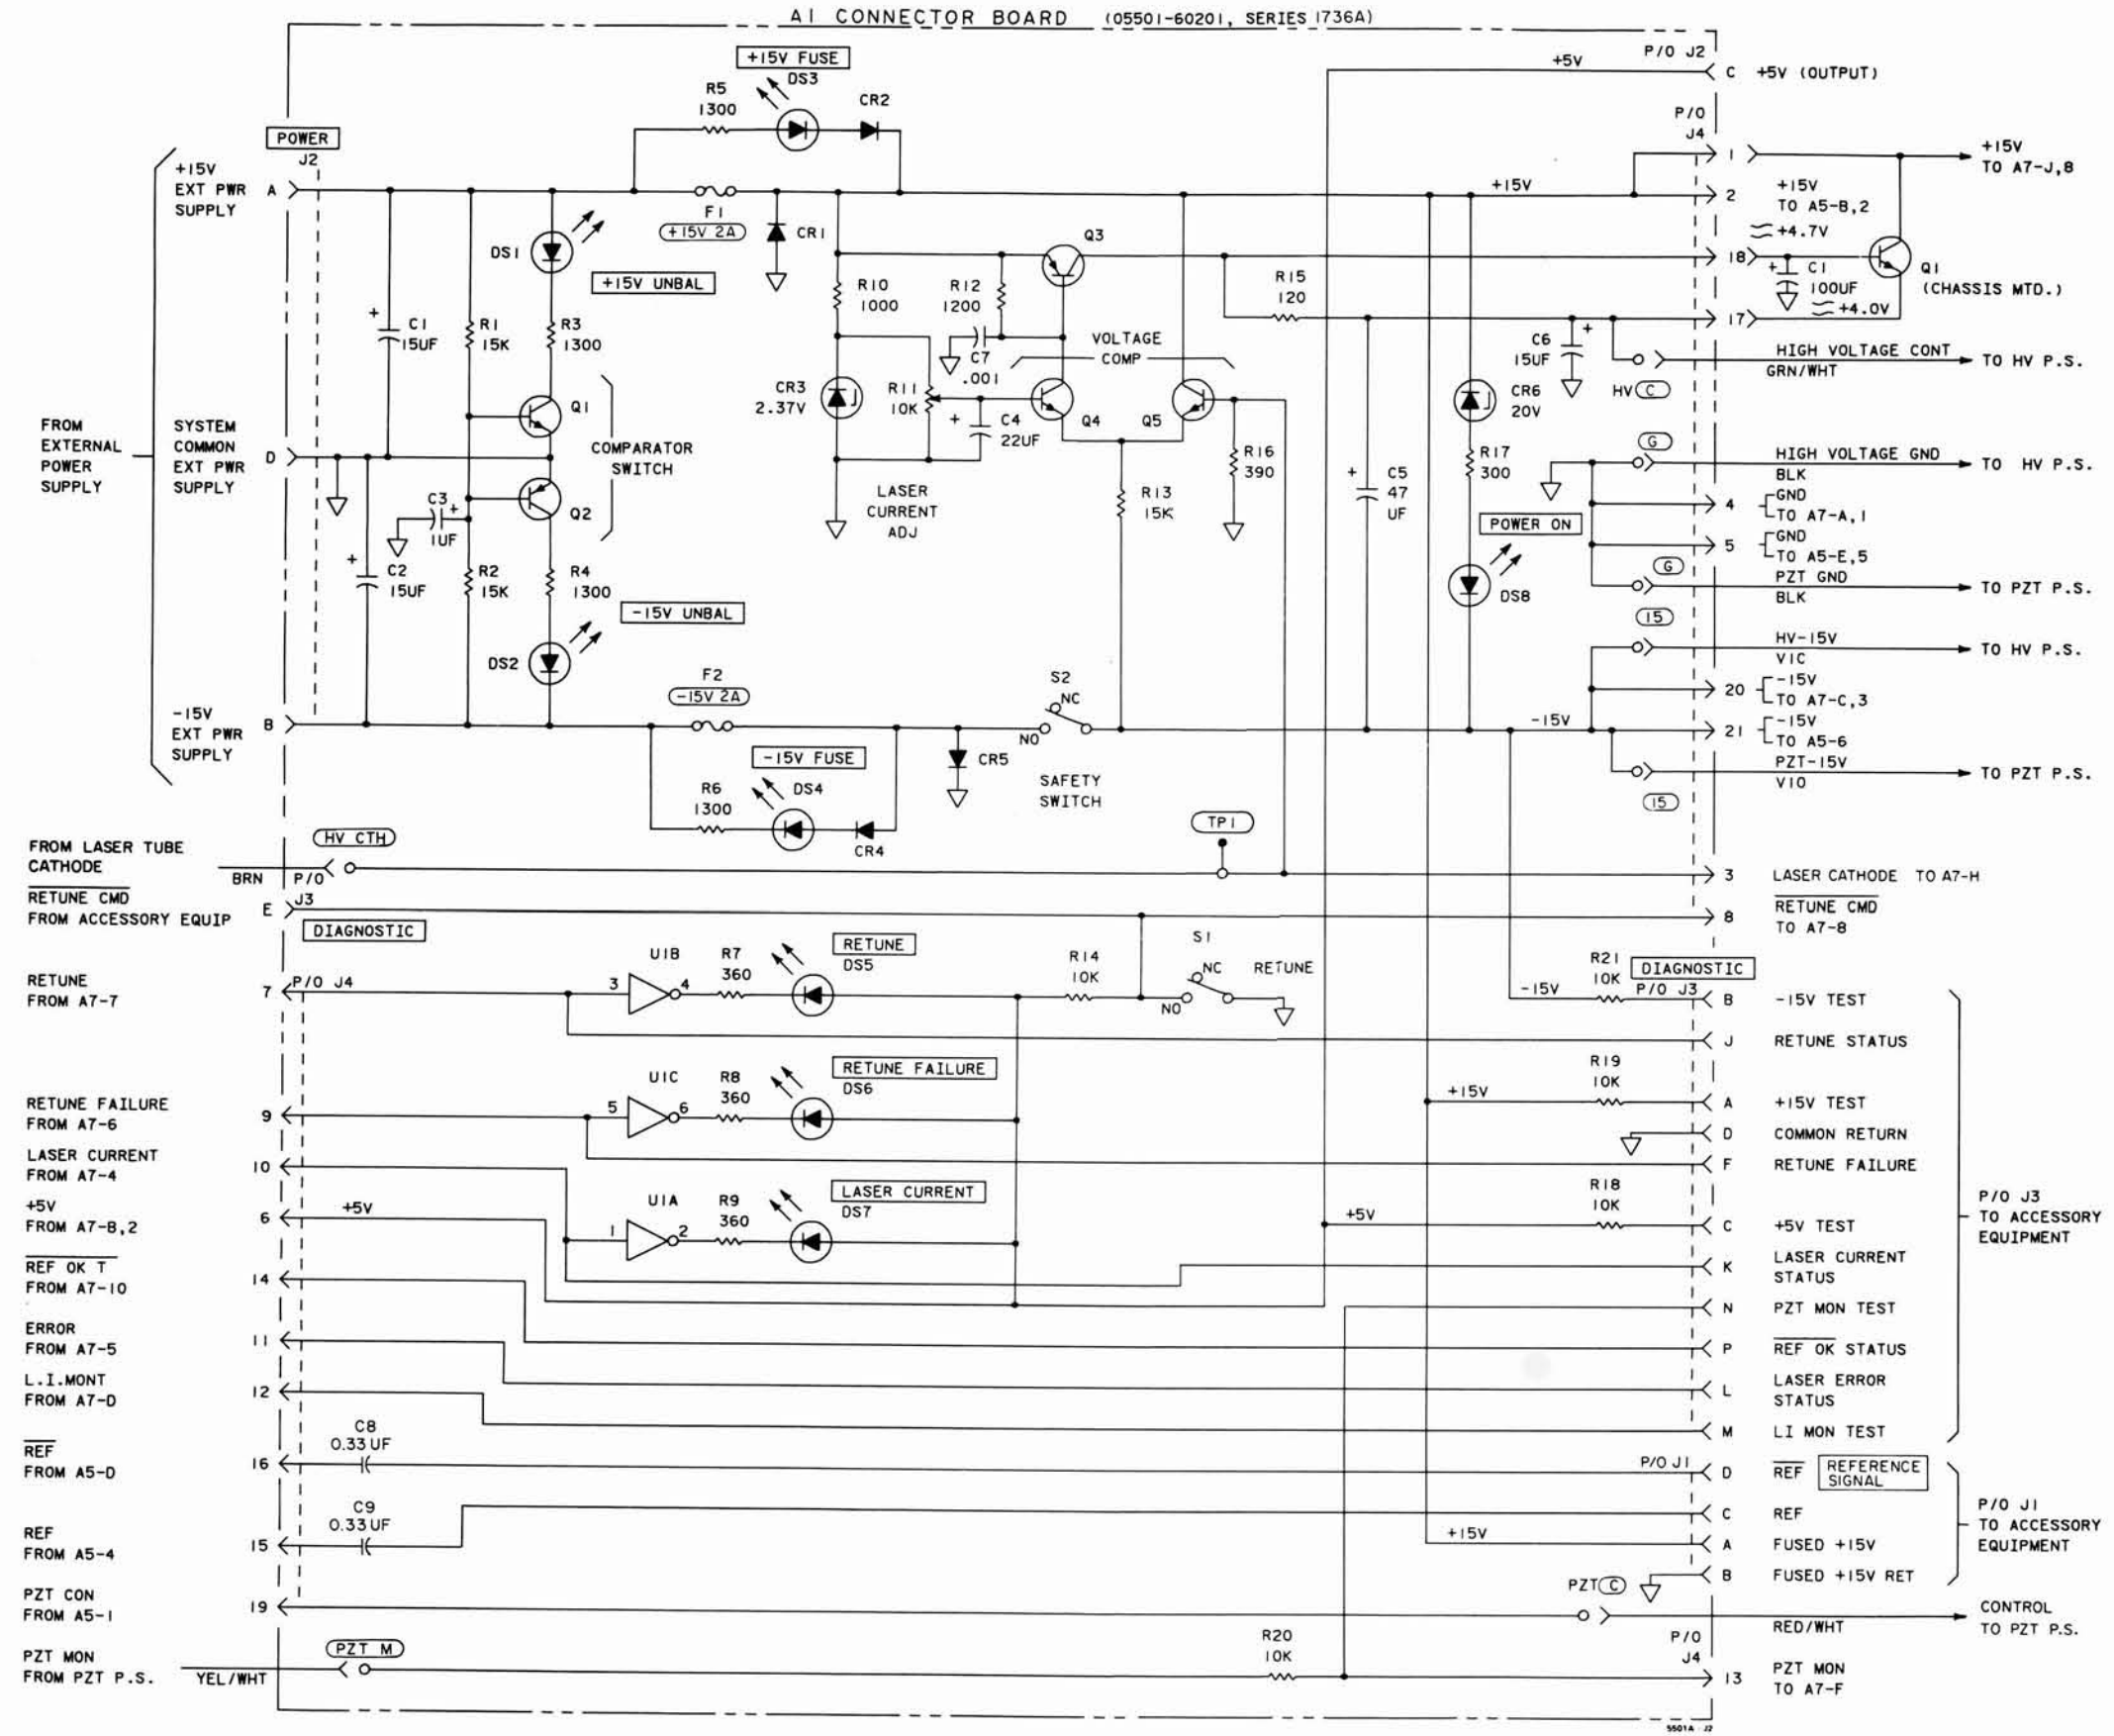 A1 CONNECTOR BOARD (05501-60201, SERIES 1736A)
+15V FUSE
DS3
R5
1300
CR2
+5V
P/O J2
C +5V (OUTPUT)
P/O
J4
POWER
J2
+15V
EXT PWR
SUPPLY
A
F1
+15V 2A
CR1
+15V
1
+15V
TO A7-J,8
2
+15V
TO A5-B,2
≈+4.7V
18
+
C1
100UF
Q1
(CHASSIS MTD.)
≈+4.0V
17
DS1
+15V UNBAL
Q3
R10
1000
R12
1200
R15
120
+
C1
15UF
R1
15K
R3
1300
C7
.001
VOLTAGE
COMP
C6
15UF
+
HIGH VOLTAGE CONT
GRN/WHT
TO HV P.S.
HV C
CR3
2.37V
R11
10K
+
C4
22UF
Q4
Q5
CR6
20V
Q1
COMPARATOR
SWITCH
FROM
EXTERNAL
POWER
SUPPLY
SYSTEM
COMMON
EXT PWR
SUPPLY
D
R16
390
+
C5
47
UF
R17
300
G
HIGH VOLTAGE GND
BLK
TO HV P.S.
LASER
CURRENT
ADJ
R13
15K
POWER ON
4
GND
TO A7-A,1
5
GND
TO A5-E,5
C3
+
1UF
Q2
G
PZT GND
BLK
TO PZT P.S.
+
C2
15UF
R2
15K
R4
1300
-15V UNBAL
DS8
15
HV-15V
VIC
TO HV P.S.
DS2
20
-15V
TO A7-C,3
F2
-15V 2A
S2
NC
NO
SAFETY
SWITCH
-15V
EXT PWR
SUPPLY
B
-15V
21
-15V
TO A5-6
-15V FUSE
DS4
CR5
R6
1300
CR4
PZT-15V
VIO
TO PZT P.S.
15
TP1
FROM LASER TUBE
CATHODE
BRN
HV CTH
P/O
J3
3
LASER CATHODE TO A7-H
RETUNE CMD
FROM ACCESSORY EQUIP
E
8
RETUNE CMD
TO A7-8
DIAGNOSTIC
U1B
R7
360
RETUNE
DS5
R14
10K
S1
NC
NO
RETUNE
R21
10K
DIAGNOSTIC
RETUNE
FROM A7-7
7
P/O J4
3
4
-15V
P/O J3
B
-15V TEST
J
RETUNE STATUS
U1C
R8
360
RETUNE FAILURE
DS6
R19
10K
RETUNE FAILURE
FROM A7-6
9
5
6
+15V
A
+15V TEST
D
COMMON RETURN
LASER CURRENT
FROM A7-4
10
F
RETUNE FAILURE
U1A
R9
360
LASER CURRENT
DS7
R18
10K
+5V
FROM A7-B,2
6
+5V
1
2
+5V
C
+5V TEST
P/O J3
TO ACCESSORY
EQUIPMENT
REF OK T
FROM A7-10
14
K
LASER CURRENT
STATUS
N
PZT MON TEST
ERROR
FROM A7-5
11
P
REF OK STATUS
L.I.MONT
FROM A7-D
12
L
LASER ERROR
STATUS
M
LI MON TEST
C8
0.33UF
REF
FROM A5-D
16
P/O J1
D
REF
REFERENCE
SIGNAL
C9
0.33UF
C
REF
P/O J1
TO ACCESSORY
EQUIPMENT
REF
FROM A5-4
15
+15V
A
FUSED +15V
B
FUSED +15V RET
PZT CON
FROM A5-1
19
PZT C
RED/WHT
CONTROL
TO PZT P.S.
PZT MON
FROM PZT P.S.
YEL/WHT
PZT M
R20
10K
P/O
J4
13
PZT MON
TO A7-F
5501A-J2